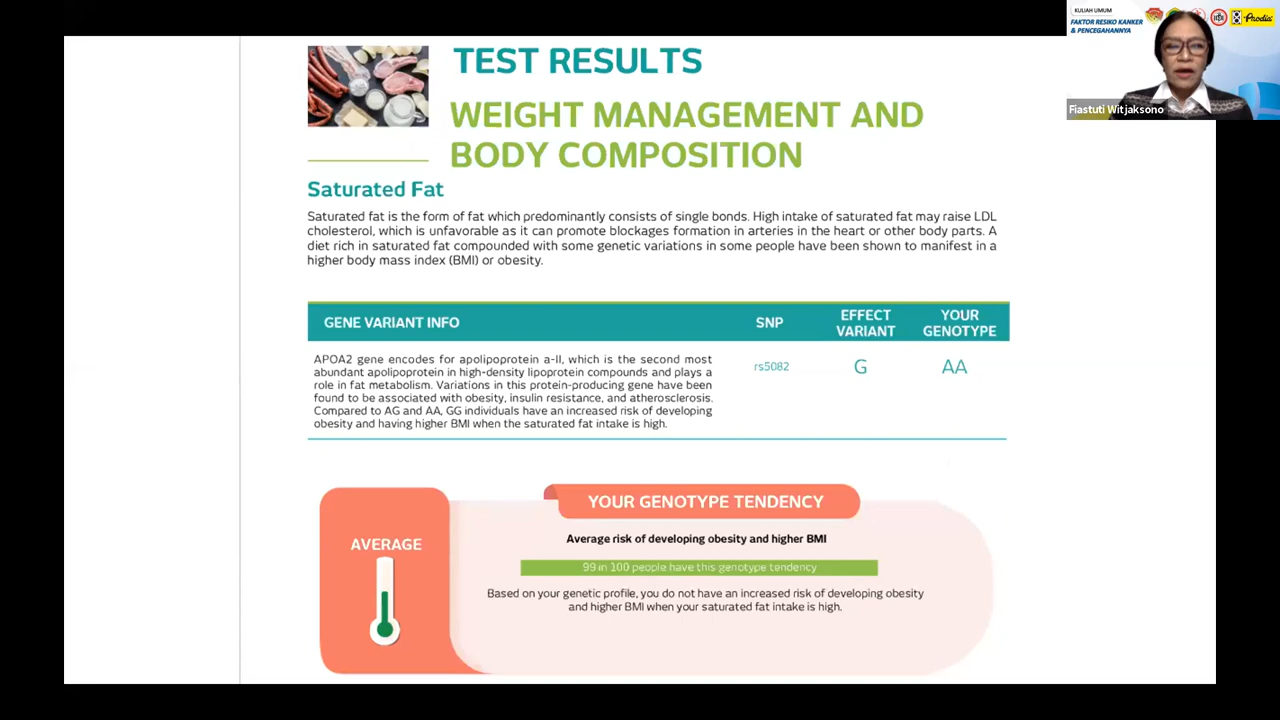 KULIAH UMUM
FAKTOR RESIKO KANKER
& PENCEGAHANNYA
Prodia
Fiastuti Witjaksono
TEST RESULTS
WEIGHT MANAGEMENT AND
BODY COMPOSITION
Saturated Fat
Saturated fat is the form of fat which predominantly consists of single bonds. High intake of saturated fat may raise LDL
cholesterol, which is unfavorable as it can promote blockages formation in arteries in the heart or other body parts. A
diet rich in saturated fat compounded with some genetic variations in some people have been shown to manifest in a
higher body mass index (BMI) or obesity.
GENE VARIANT INFO
SNP
EFFECT
VARIANT
YOUR
GENOTYPE
APOA2 gene encodes for apolipoprotein a-II, which is the second most
abundant apolipoprotein in high-density lipoprotein compounds and plays a
role in fat metabolism. Variations in this protein-producing gene have been
found to be associated with obesity, insulin resistance, and atherosclerosis.
Compared to AG and AA, GG individuals have an increased risk of developing
obesity and having higher BMI when the saturated fat intake is high.
rs5082
G
AA
YOUR GENOTYPE TENDENCY
AVERAGE
Average risk of developing obesity and higher BMI
99 in 100 people have this genotype tendency
Based on your genetic profile, you do not have an increased risk of developing obesity
and higher BMI when your saturated fat intake is high.